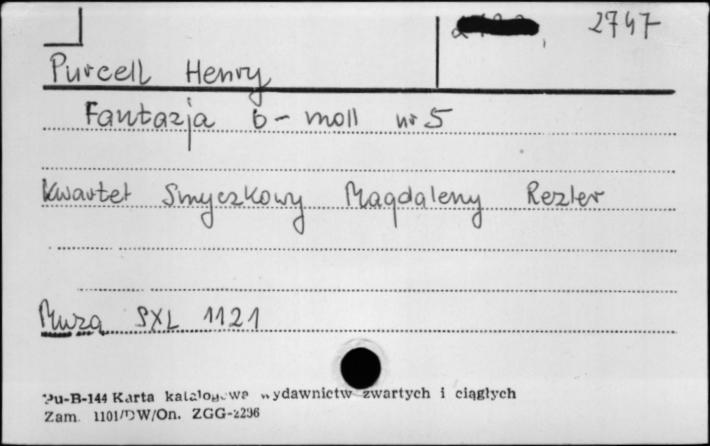 2747
Purcell Henry
Fantazja b-moll nr 5
Kwartet Smyczkowy Magdaleny Rezler
Muza SXL 1121
Pu-B-144 Karta katalogowa wydawnictw zwartych i ciągłych
Zam. 1101/DW/On. ZGG-2296